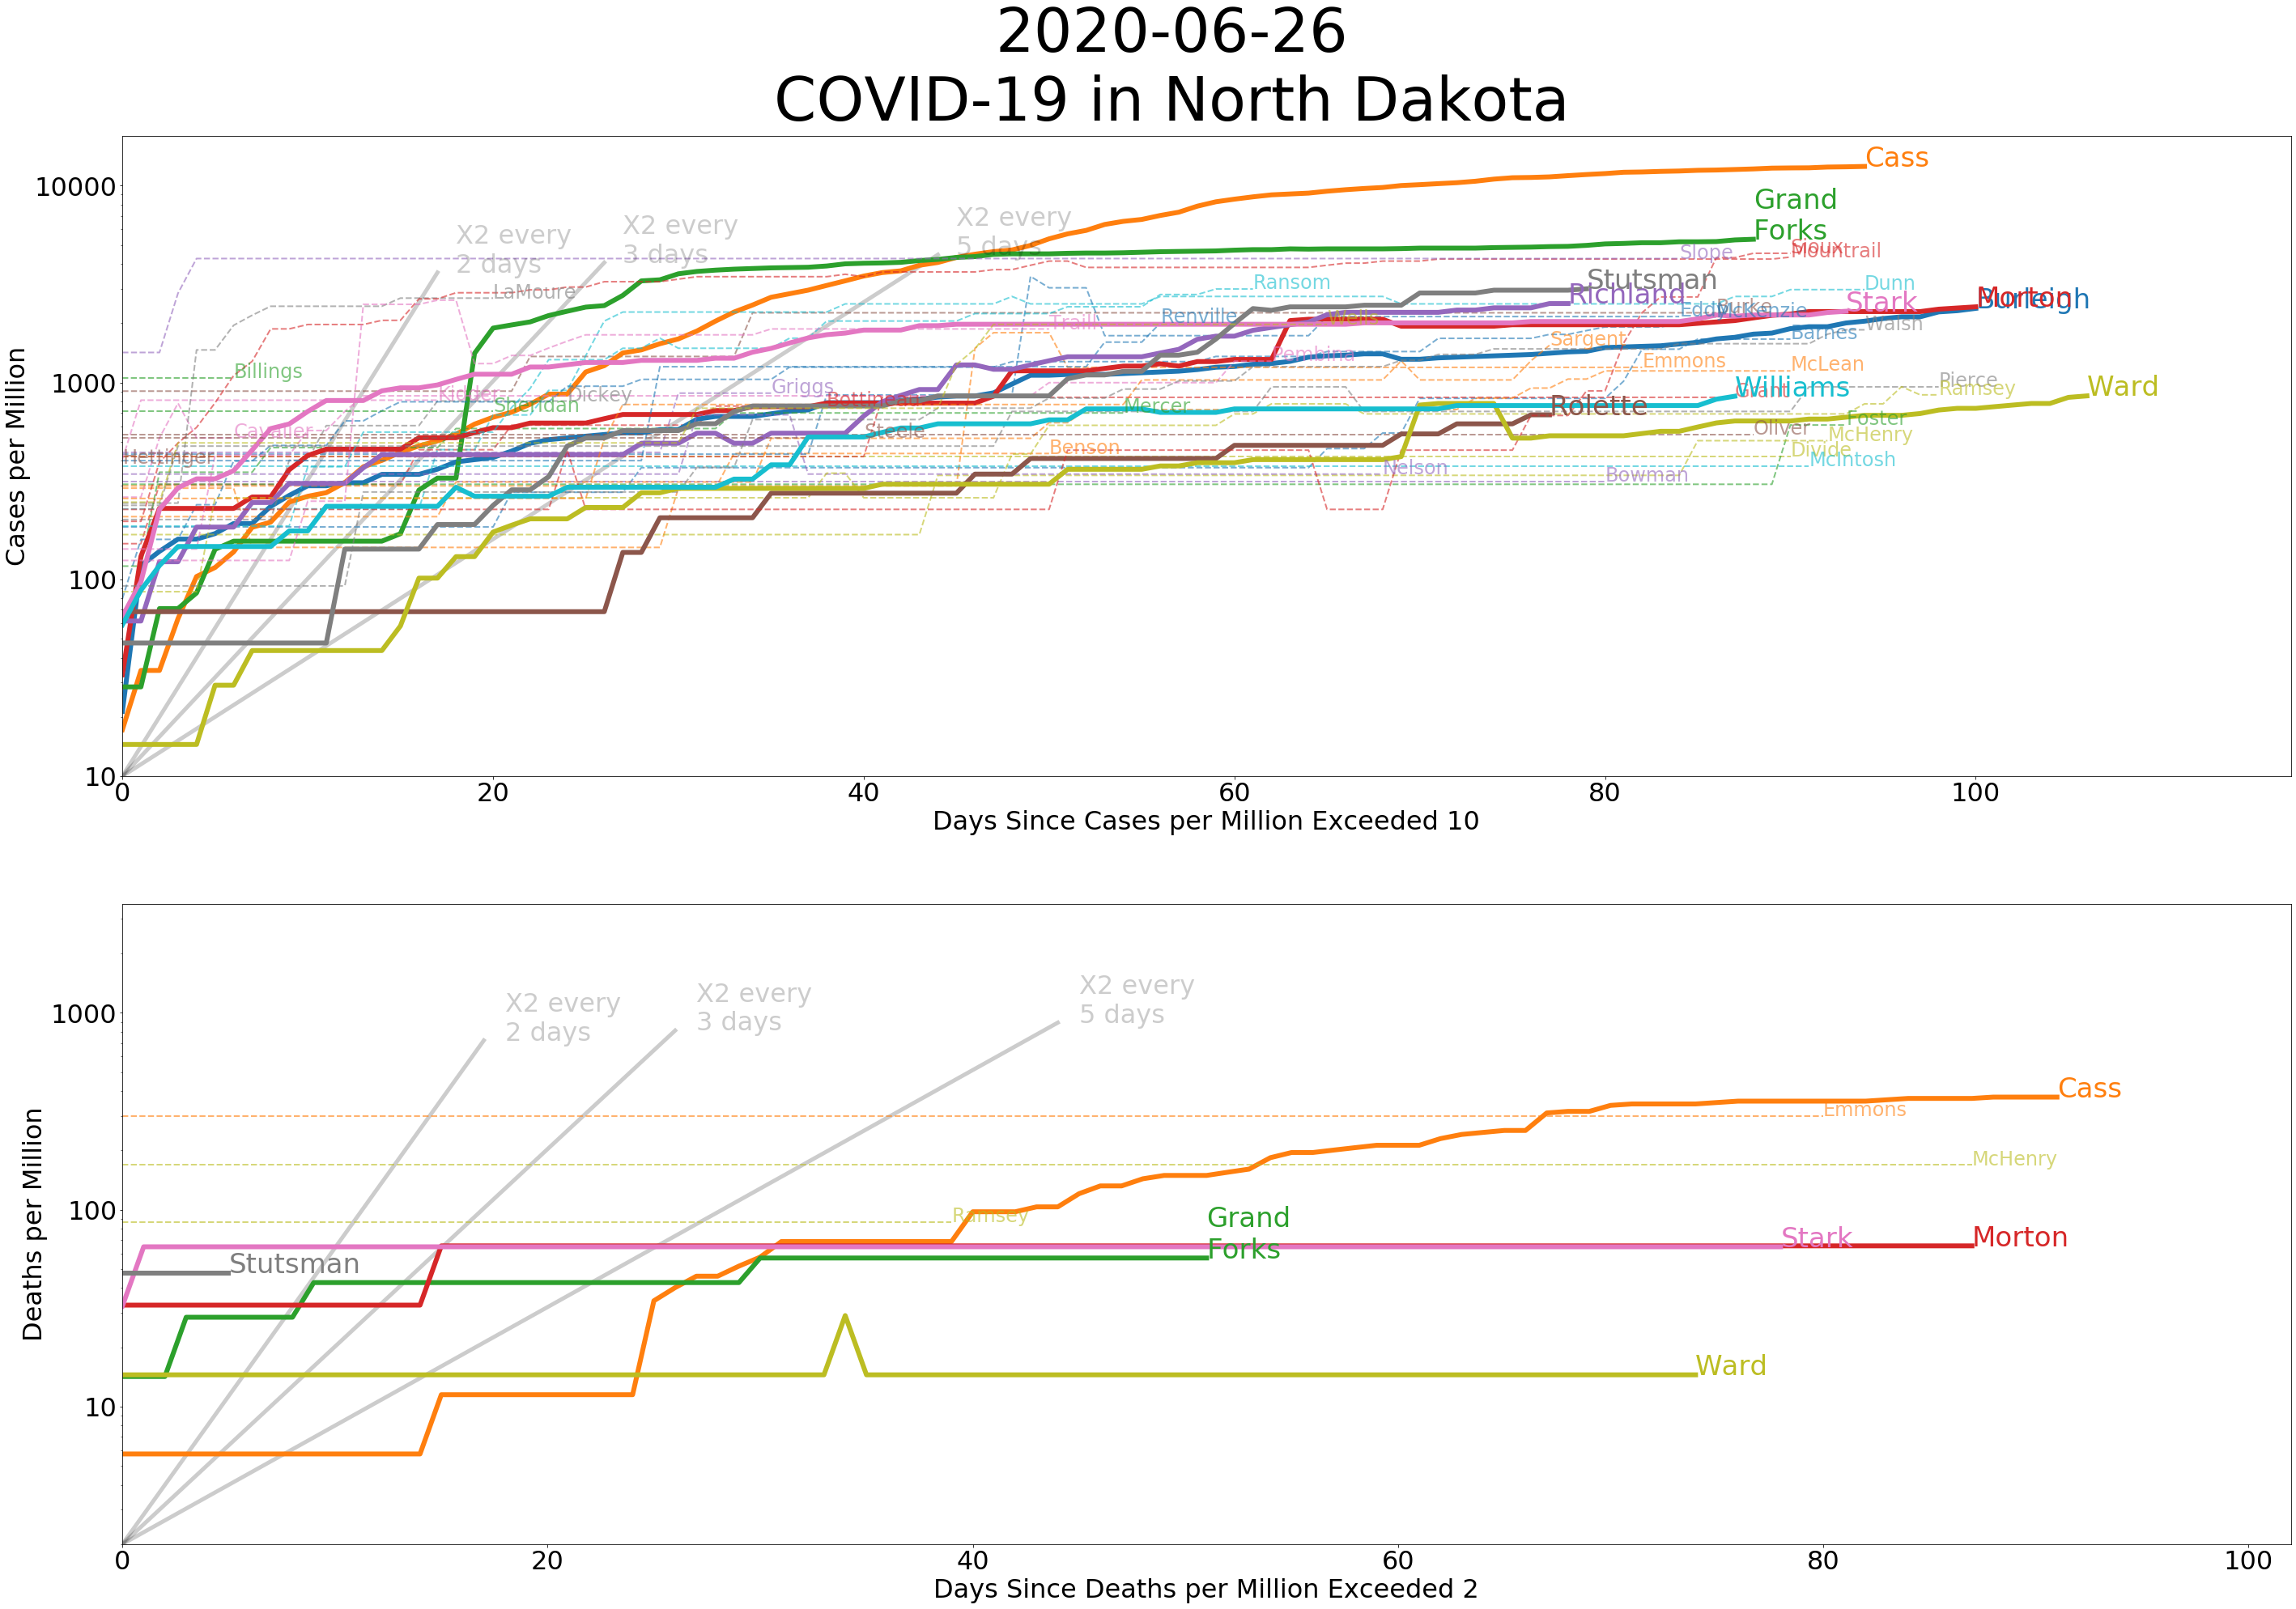 2020-06-26
COVID-19 in North Dakota
Cases per Million
10000
1000
100
10
0
20
40
60
80
100
Days Since Cases per Million Exceeded 10
X2 every
2 days
X2 every
3 days
X2 every
5 days
Cass
Grand
Forks
Sioux
Mountrail
Slope
Stutsman
Richland
Ransom
LaMoure
Dunn
Morton
Burleigh
Stark
Burke
Eddy
McKenzie
Renville
Traill
Walsh
Barnes
Sargent
Pembina
Emmons
McLean
Billings
Griggs
Kidder
Dickey
Sheridan
Bottineau
Mercer
Williams
Grant
Pierce
Ramsey
Ward
Rolette
Foster
Oliver
McHenry
Cavalier
Steele
Hettinger
Benson
Divide
McIntosh
Nelson
Bowman
Deaths per Million
1000
100
10
0
20
40
60
80
100
Days Since Deaths per Million Exceeded 2
X2 every
2 days
X2 every
3 days
X2 every
5 days
Cass
Emmons
McHenry
Ramsey
Grand
Forks
Stark
Morton
Stutsman
Ward